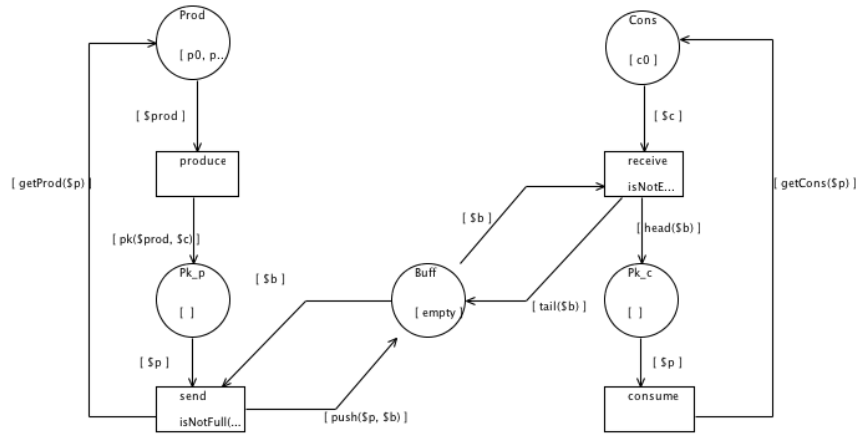 Prod
[ p0, p..
[ $prod ]
produce
[ getProd($p) ]
[ pk($prod, $c) ]
Pk_p
[ ]
[ $p ]
send
isNotFull(...
[ $b ]
Buff
[ empty ]
[ push($p, $b) ]
[ $b ]
[ tail($b) ]
Cons
[ c0 ]
[ $c ]
receive
isNotE...
[ head($b) ]
Pk_c
[ ]
[ $p ]
consume
[ getCons($p) ]